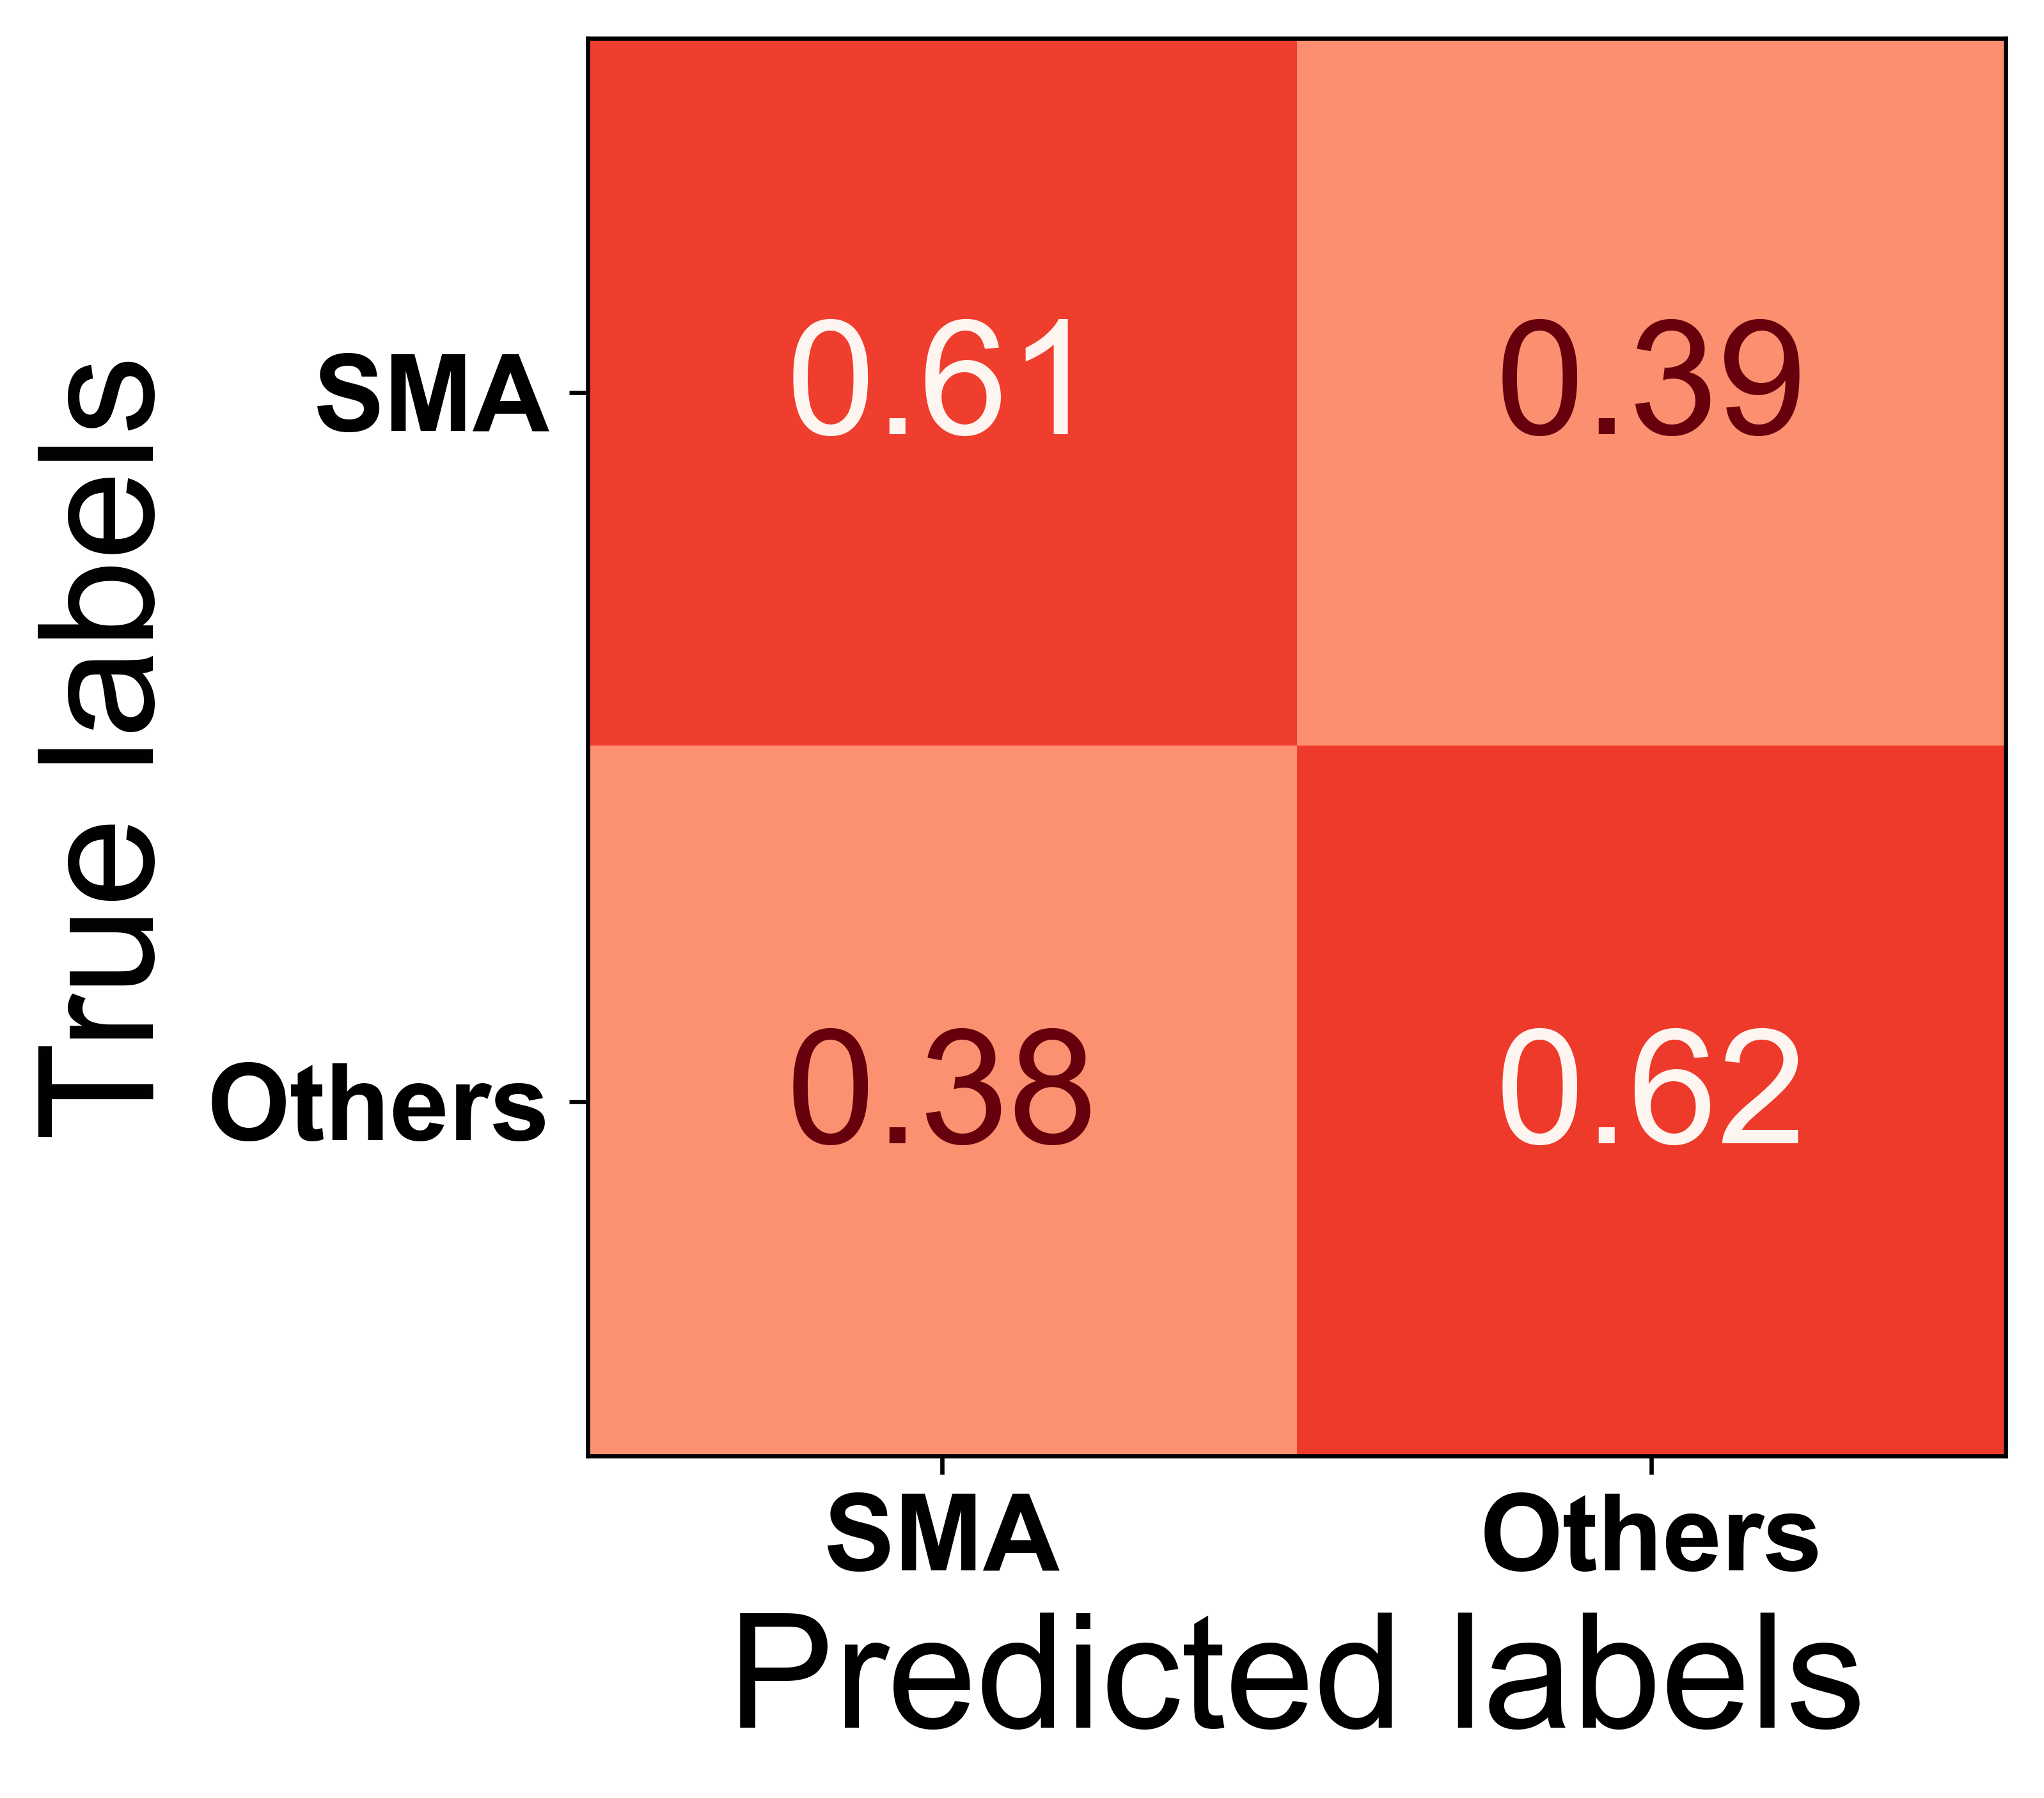 True labels
SMA
0.61 0.39
Others
0.38 0.62
SMA Others
Predicted labels